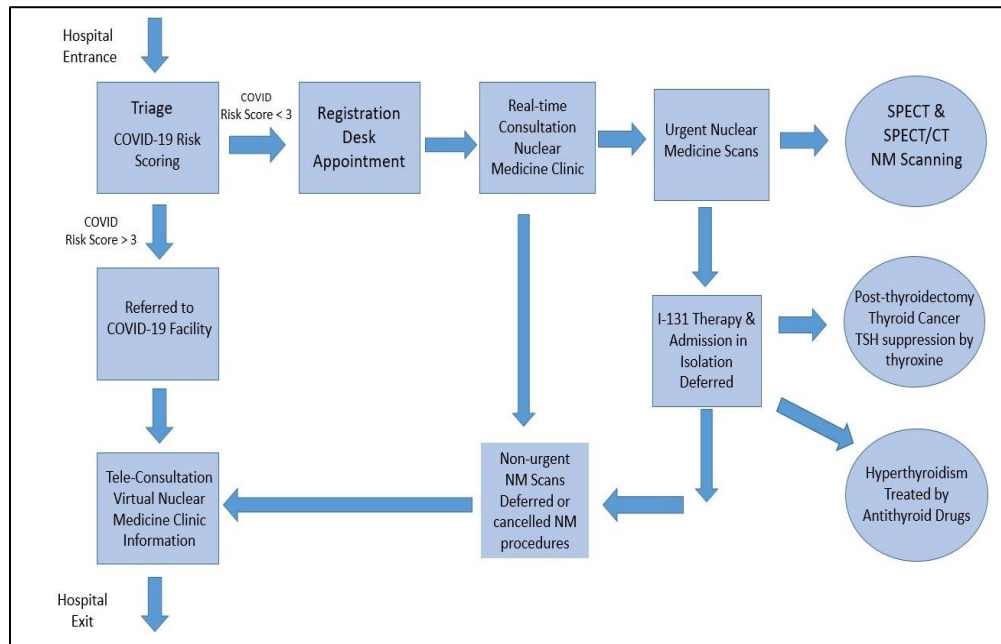 Hospital
Entrance
Triage
COVID-19 Risk
Scoring
COVID
Risk Score < 3
Registration
Desk
Appointment
Real-time
Consultation
Nuclear
Medicine Clinic
Urgent Nuclear
Medicine Scans
SPECT &
SPECT/CT
NM Scanning
COVID
Risk Score > 3
Referred to
COVID-19 Facility
I-131 Therapy &
Admission in
Isolation
Deferred
Post-thyroidectomy
Thyroid Cancer
TSH suppression by
thyroxine
Tele-Consultation
Virtual Nuclear
Medicine Clinic
Information
Non-urgent
NM Scans
Deferred or
cancelled NM
procedures
Hyperthyroidism
Treated by
Antithyroid Drugs
Hospital
Exit